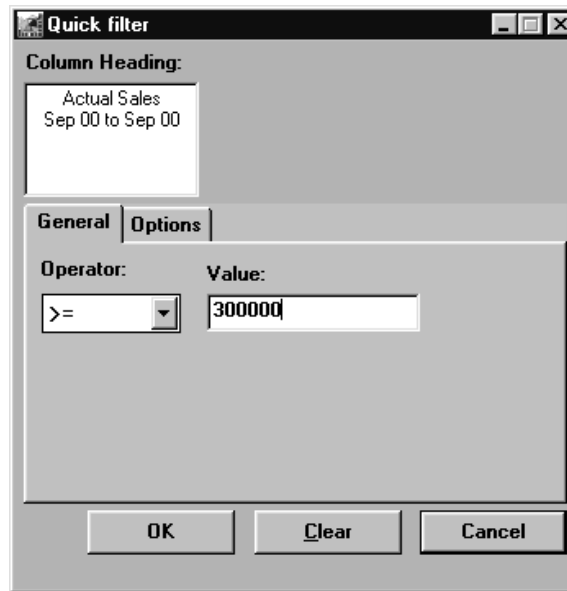 Quick filter
Column Heading:
Actual Sales
Sep 00 to Sep 00
General Options
Operator: Value:
>= 300000
OK Clear Cancel